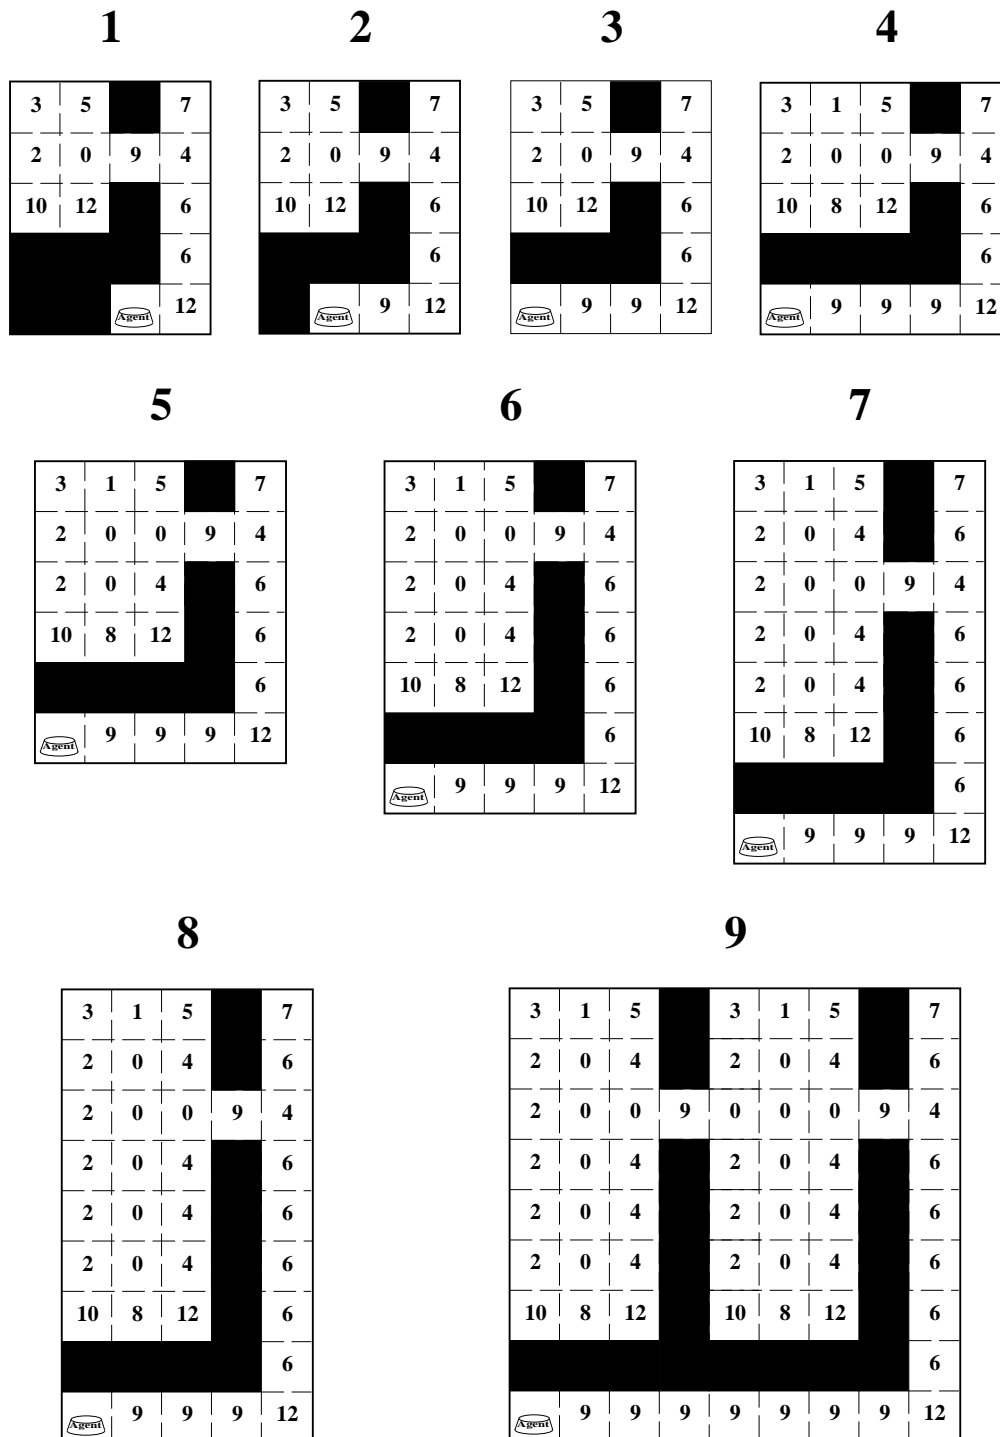 1 2 3 4
3 5 7 3 5 7 3 5 7 3 1 5 7
2 0 9 4 2 0 9 4 2 0 9 4 2 0 0 9 4
10 12 6 10 12 6 10 12 6 10 8 12 6
6 6 6 6
Agent 12 Agent 9 12 Agent 9 9 12 Agent 9 9 9 12
5 6 7
3 1 5 7 3 1 5 7 3 1 5 7
2 0 0 9 4 2 0 0 9 4 2 0 4 6
2 0 4 6 2 0 4 6 2 0 0 9 4
10 8 12 6 2 0 4 6 2 0 4 6
6 10 8 12 6 2 0 4 6
Agent 9 9 9 12 6 10 8 12 6
Agent 9 9 9 12 6
Agent 9 9 9 12
8 9
3 1 5 7 3 1 5 3 1 5 7
2 0 4 6 2 0 4 2 0 4 6
2 0 0 9 4 2 0 0 9 0 0 0 9 4
2 0 4 6 2 0 4 2 0 4 6
2 0 4 6 2 0 4 2 0 4 6
2 0 4 6 2 0 4 2 0 4 6
10 8 12 6 10 8 12 10 8 12 6
6 6
Agent 9 9 9 12 Agent 9 9 9 9 9 9 9 12